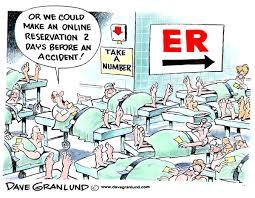 OR WE COULD
MAKE AN ONLINE
RESERVATION 2
DAYS BEFORE AN
ACCIDENT!
TAKE
A
NUMBER
ER
DAVE GRANLUND © www.davegranlund.com